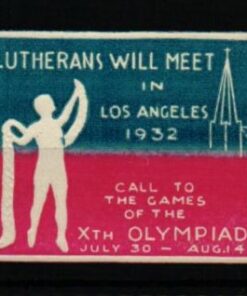 LUTHERANS WILL MEET
IN
LOS ANGELES
1932
CALL TO
THE GAMES
OF THE
XTH OLYMPIAD
JULY 30 - AUG.14